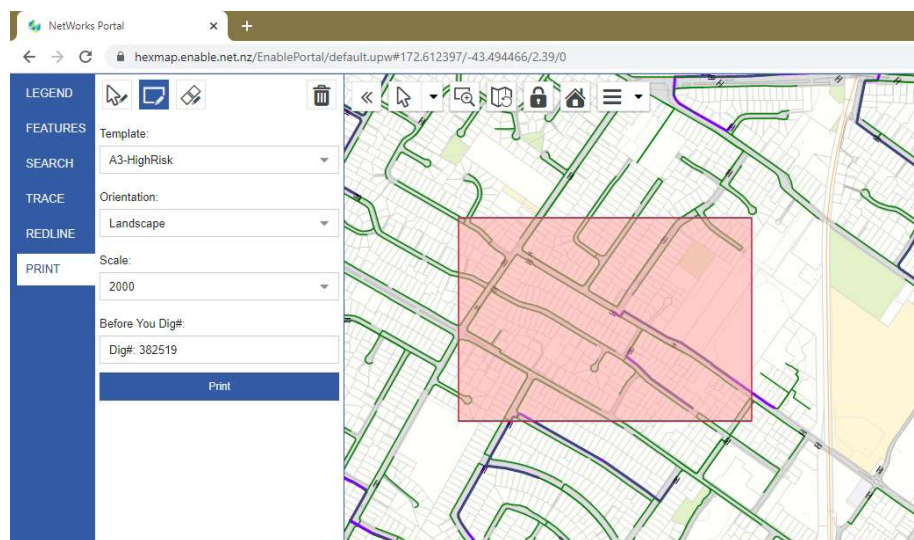 NetWorks Portal
hexmap.enable.net.nz/EnablePortal/default.upw#172.612397/-43.494466/2.39/0
LEGEND
FEATURES
SEARCH
TRACE
REDLINE
PRINT
Template:
A3-HighRisk
Orientation:
Landscape
Scale:
2000
Before You Dig#:
Dig#: 382519
Print